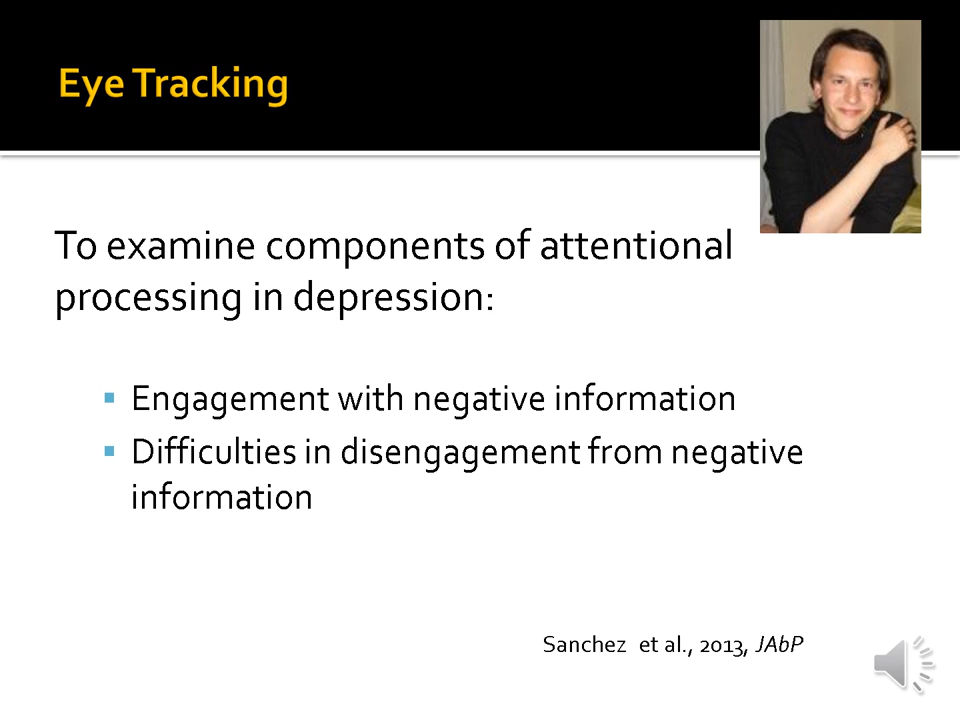 Eye Tracking
To examine components of attentional
processing in depression:
Engagement with negative information
Difficulties in disengagement from negative
information
Sanchez et al., 2013, JAbP